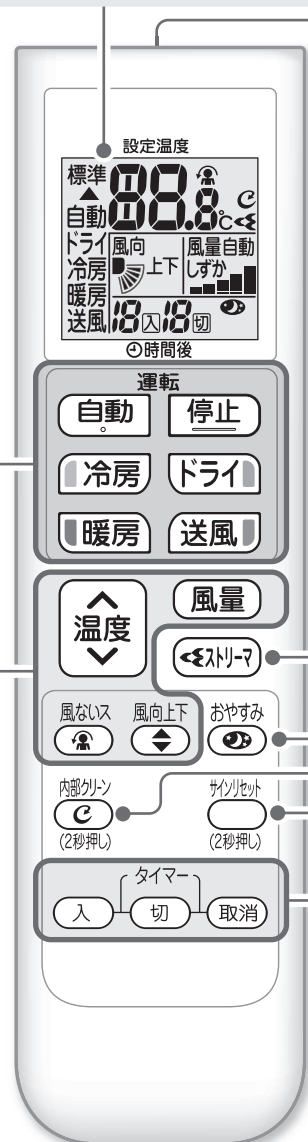 設定温度
標準 88.8℃
自動
ドライ 風向 風量自動
冷房 上下 しずか
暖房
送風 18入18切
時間後
運転
自動 停止
冷房 ドライ
暖房 送風
温度 風量
ストリーマ
風ないス 風向上下 おやすみ
内部クリーン サインリセット
(2秒押し) (2秒押し)
タイマー
入 切 取消